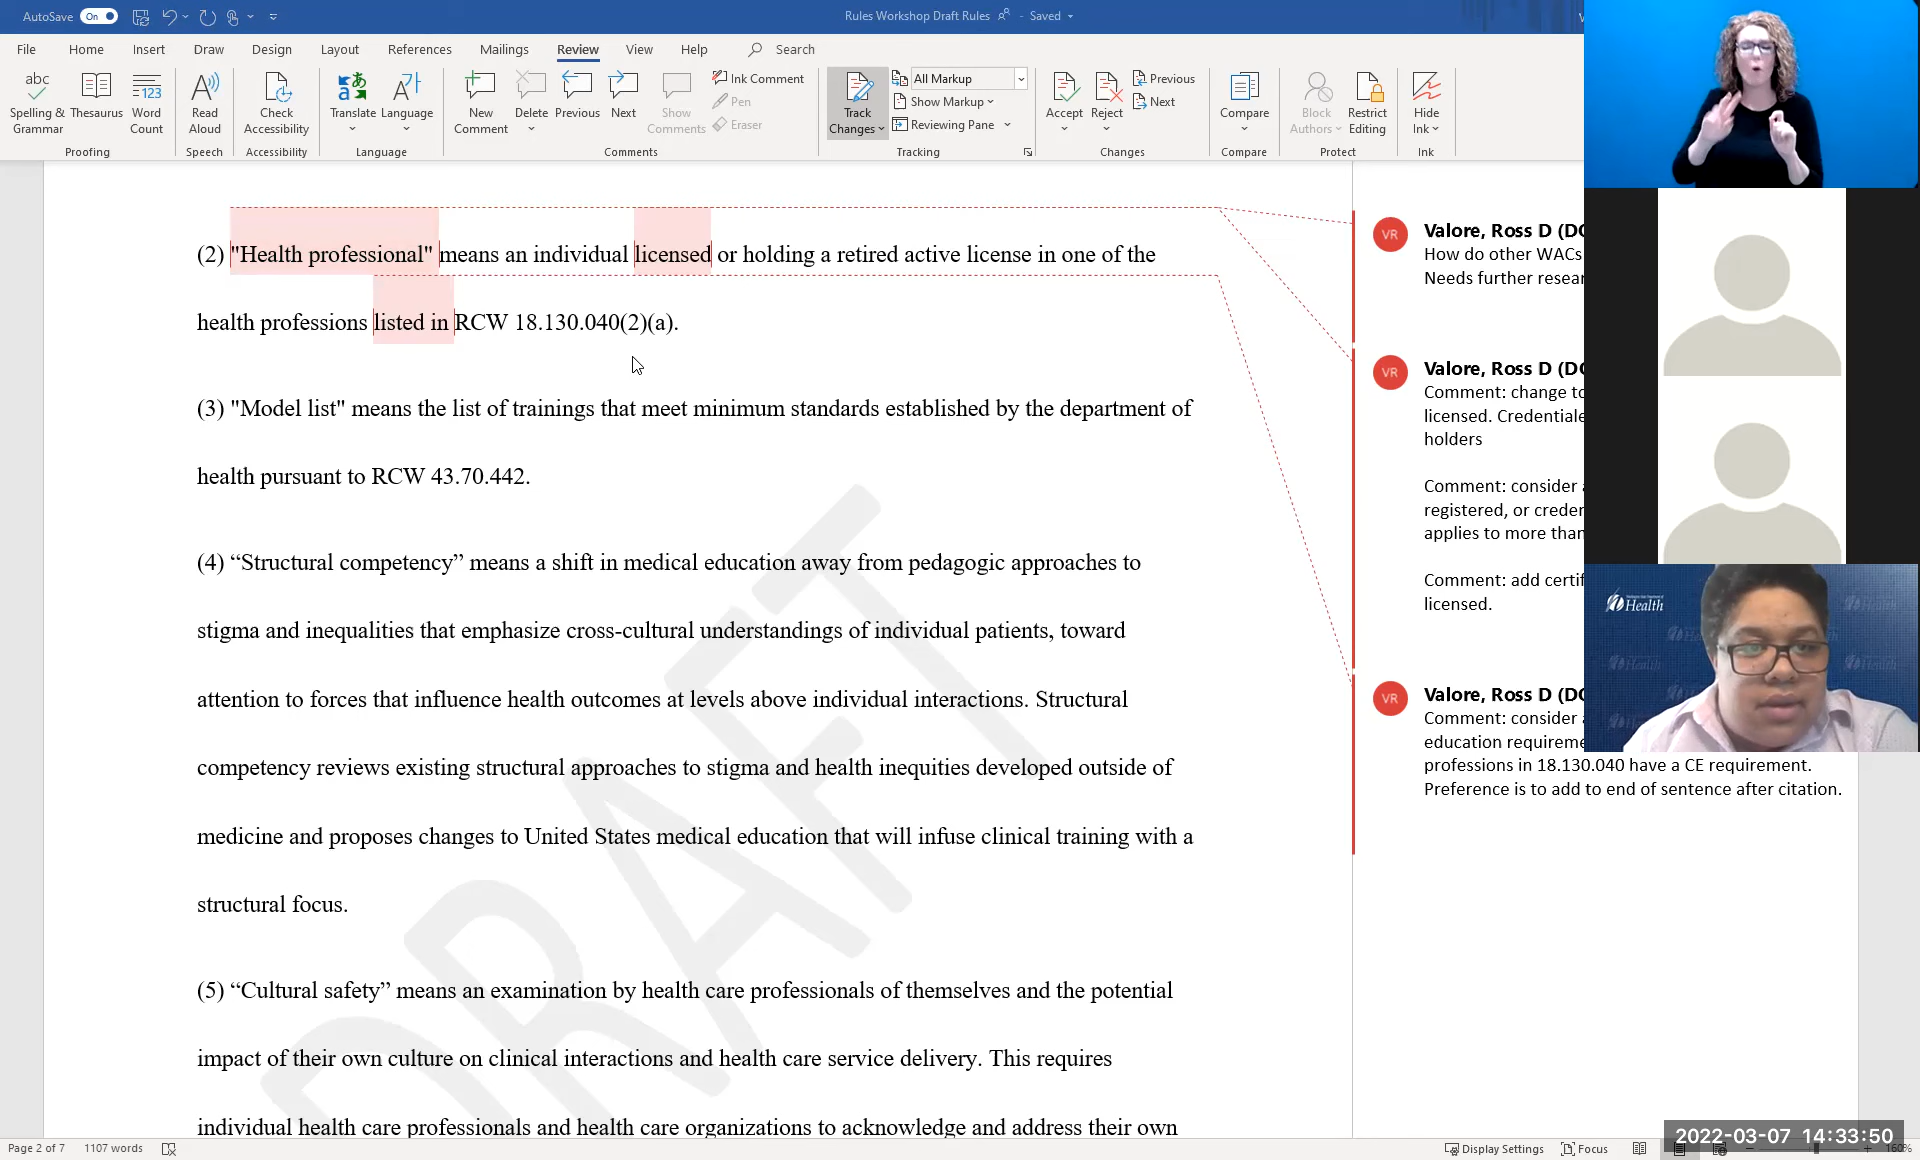 AutoSave On Rules Workshop Draft Rules - Saved
File Home Insert Draw Design Layout References Mailings Review View Help Search
abc Spelling & Grammar
Thesaurus
123 Word Count
Read Aloud
Check Accessibility
Translate
Language
New Comment
Delete
Previous
Next
Show Comments
Ink Comment
Pen
Eraser
Track Changes
All Markup
Show Markup
Reviewing Pane
Accept
Reject
Previous
Next
Compare
Block Authors
Restrict Editing
Hide Ink
Proofing Speech Accessibility Language Comments Tracking Changes Compare Protect Ink
(2) "Health professional" means an individual licensed or holding a retired active license in one of the
health professions listed in RCW 18.130.040(2)(a).
(3) "Model list" means the list of trainings that meet minimum standards established by the department of
health pursuant to RCW 43.70.442.
(4) “Structural competency” means a shift in medical education away from pedagogic approaches to
stigma and inequalities that emphasize cross-cultural understandings of individual patients, toward
attention to forces that influence health outcomes at levels above individual interactions. Structural
competency reviews existing structural approaches to stigma and health inequities developed outside of
medicine and proposes changes to United States medical education that will infuse clinical training with a
structural focus.
(5) “Cultural safety” means an examination by health care professionals of themselves and the potential
impact of their own culture on clinical interactions and health care service delivery. This requires
individual health care professionals and health care organizations to acknowledge and address their own
DRAFT
VR Valore, Ross D (DO
How do other WACs
Needs further resear
VR Valore, Ross D (DO
Comment: change to
licensed. Credentiale
holders
Comment: consider
registered, or creder
applies to more than
Comment: add certif
licensed.
VR Valore, Ross D (DO
Comment: consider
education requireme
professions in 18.130.040 have a CE requirement.
Preference is to add to end of sentence after citation.
Health
Page 2 of 7 1107 words Display Settings Focus 160%
2022-03-07 14:33:50